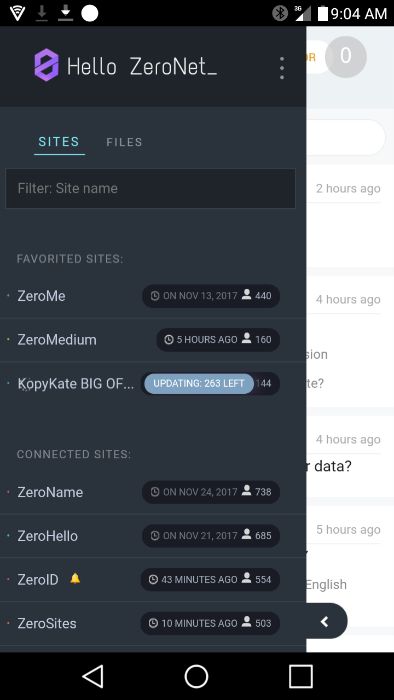 3G 9:04 AM
Hello ZeroNet_
OR 0
SITES FILES
Filter: Site name
2 hours ago
FAVORITED SITES:
ZeroMe ON NOV 13, 2017 440
4 hours ago
ZeroMedium 5 HOURS AGO 160
sion
KopyKate BIG OF... UPDATING: 263 LEFT 144
te?
4 hours ago
CONNECTED SITES:
r data?
ZeroName ON NOV 24, 2017 738
5 hours ago
ZeroHello ON NOV 21, 2017 685
ZeroID 43 MINUTES AGO 554
English
ZeroSites 10 MINUTES AGO 503